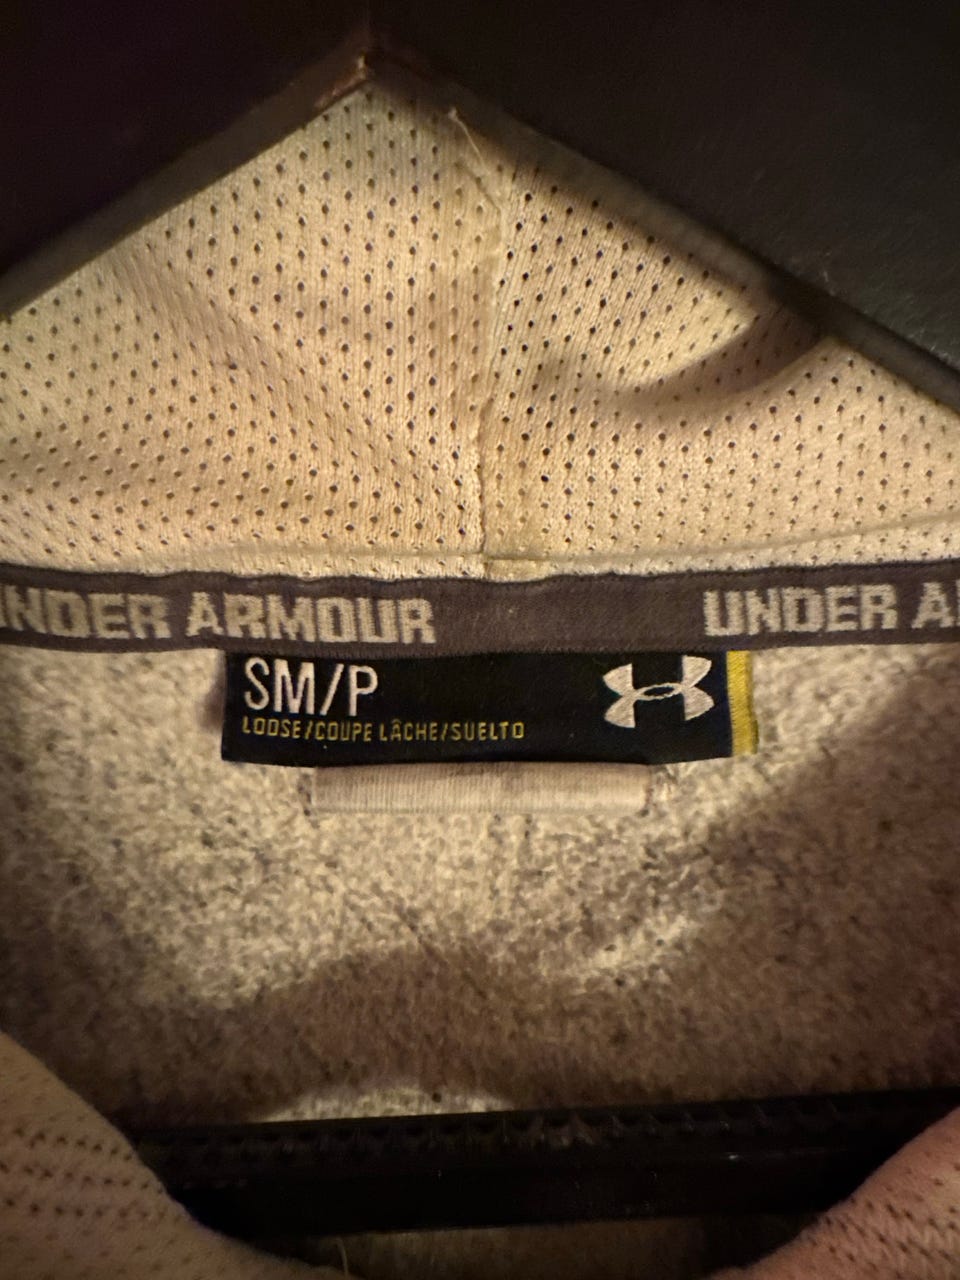 UNDER ARMOUR UNDER A
SM/P
LOOSE/COUPE LÂCHE/SUELTO